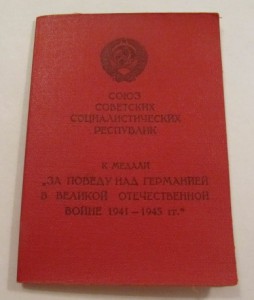 СОЮЗ
СОВЕТСКИХ
СОЦИАЛИСТИЧЕСКИХ
РЕСПУБЛИК
К МЕДАЛИ
„ЗА ПОБЕДУ НАД ГЕРМАНИЕЙ
В ВЕЛИКОЙ ОТЕЧЕСТВЕННОЙ
ВОЙНЕ 1941–1945 гг.“